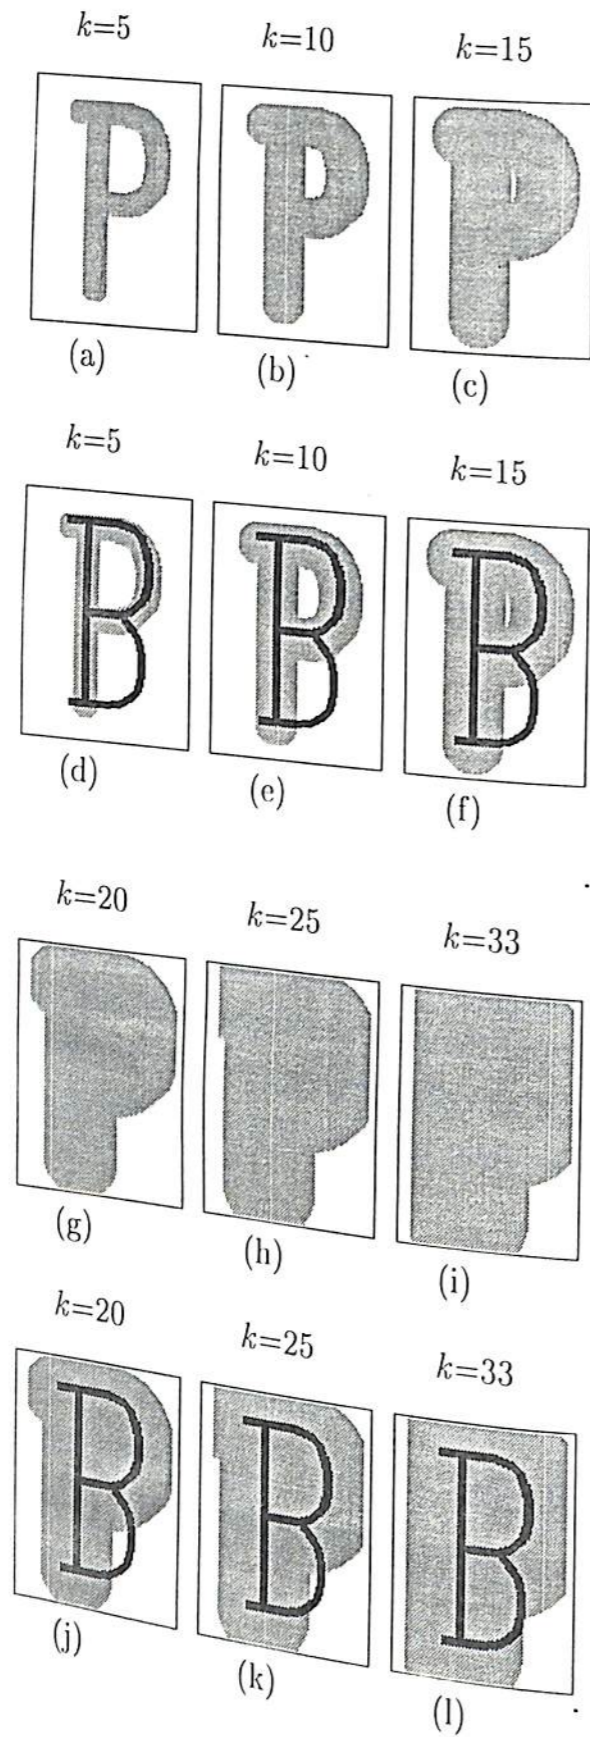 k=5 k=10 k=15
P P P
(a) (b) (c)
k=5 k=10 k=15
B B B
(d) (e) (f)
k=20 k=25 k=33
P P P
(g) (h) (i)
k=20 k=25 k=33
B B B
(j) (k) (l)